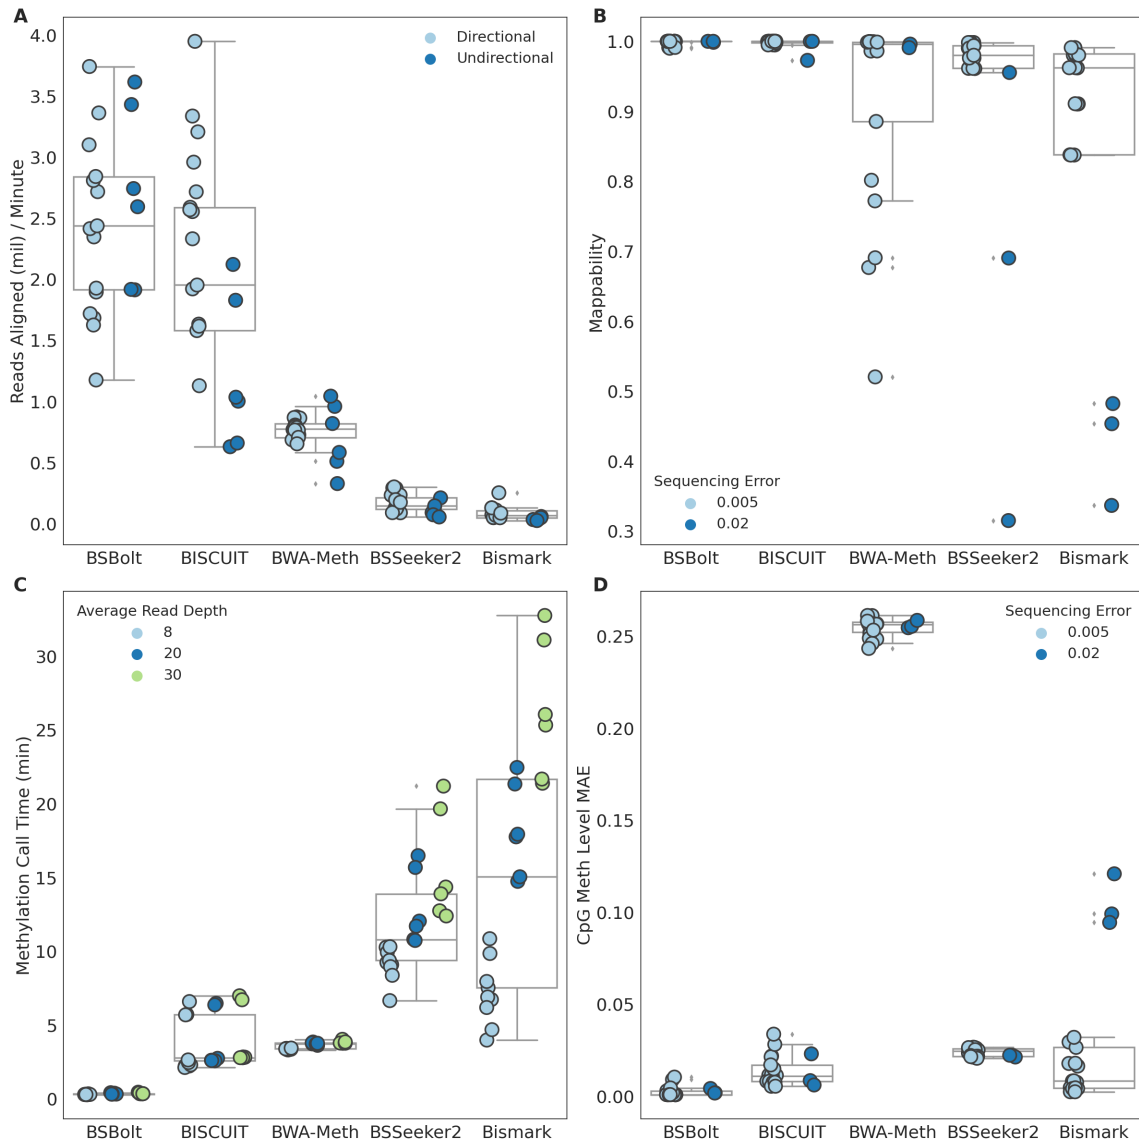 A
Reads Aligned (mil) / Minute
4.0
3.5
3.0
2.5
2.0
1.5
1.0
0.5
0.0
Directional
Undirectional
BSBolt BISCUIT BWA-Meth BSSeeker2 Bismark
B
Mappability
1.0
0.9
0.8
0.7
0.6
0.5
0.4
0.3
Sequencing Error
0.005
0.02
BSBolt BISCUIT BWA-Meth BSSeeker2 Bismark
C
Methylation Call Time (min)
Average Read Depth
8
20
30
30
25
20
15
10
5
0
BSBolt BISCUIT BWA-Meth BSSeeker2 Bismark
D
CpG Meth Level MAE
Sequencing Error
0.005
0.02
0.25
0.20
0.15
0.10
0.05
0.00
BSBolt BISCUIT BWA-Meth BSSeeker2 Bismark